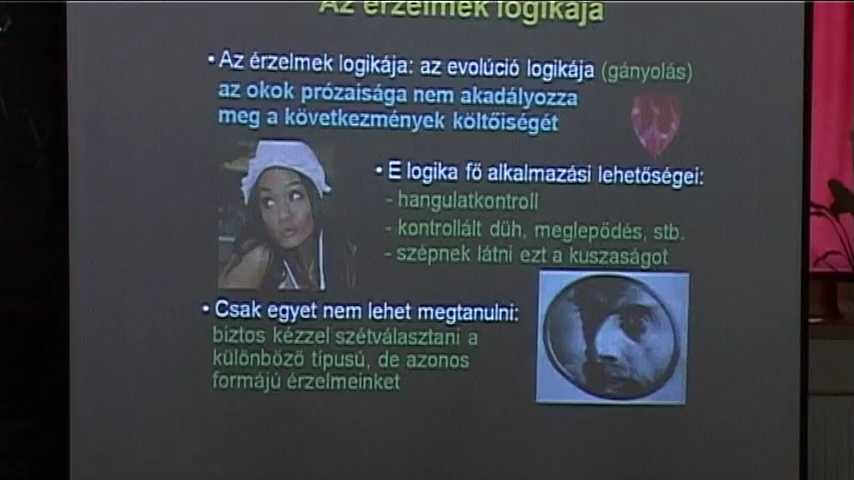 Az érzelmek logikája
• Az érzelmek logikája: az evolúció logikája (gányolás)
az okok prózaisága nem akadályozza
meg a következmények költőiségét
• E logika fő alkalmazási lehetőségei:
- hangulatkontroll
- kontrollált düh, meglepődés, stb.
- szépnek látni ezt a kuszaságot
• Csak egyet nem lehet megtanulni:
biztos kézzel szétválasztani a
különböző típusú, de azonos
formájú érzelmeinket